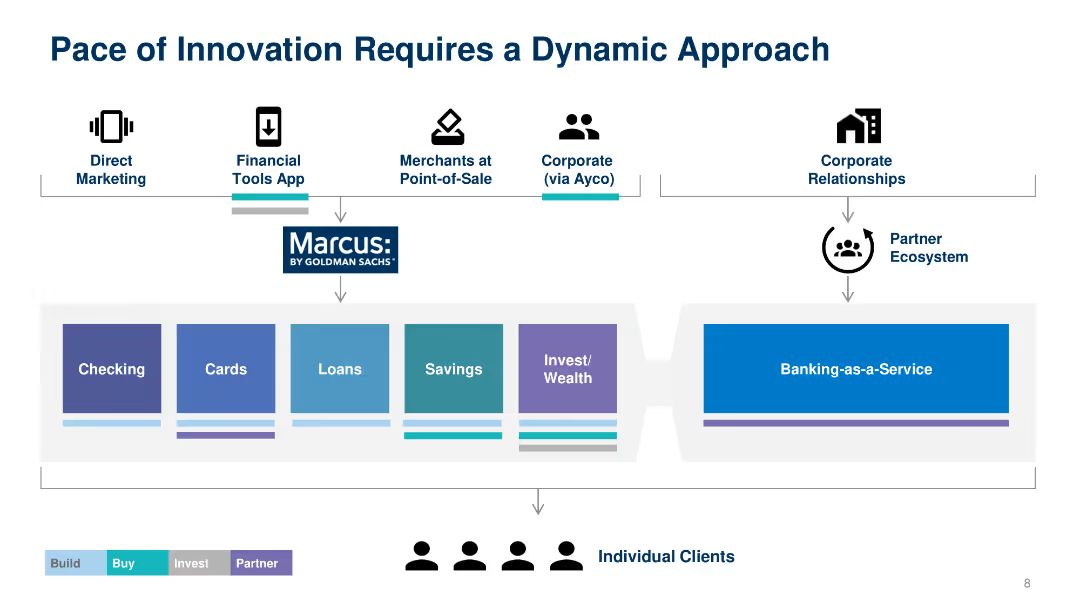 Pace of Innovation Requires a Dynamic Approach
Direct
Marketing
Financial
Tools App
Merchants at
Point-of-Sale
Corporate
(via Ayco)
Corporate
Relationships
Marcus:
BY GOLDMAN SACHS
Partner
Ecosystem
Checking
Cards
Loans
Savings
Invest/
Wealth
Banking-as-a-Service
Individual Clients
Build
Buy
Invest
Partner
8